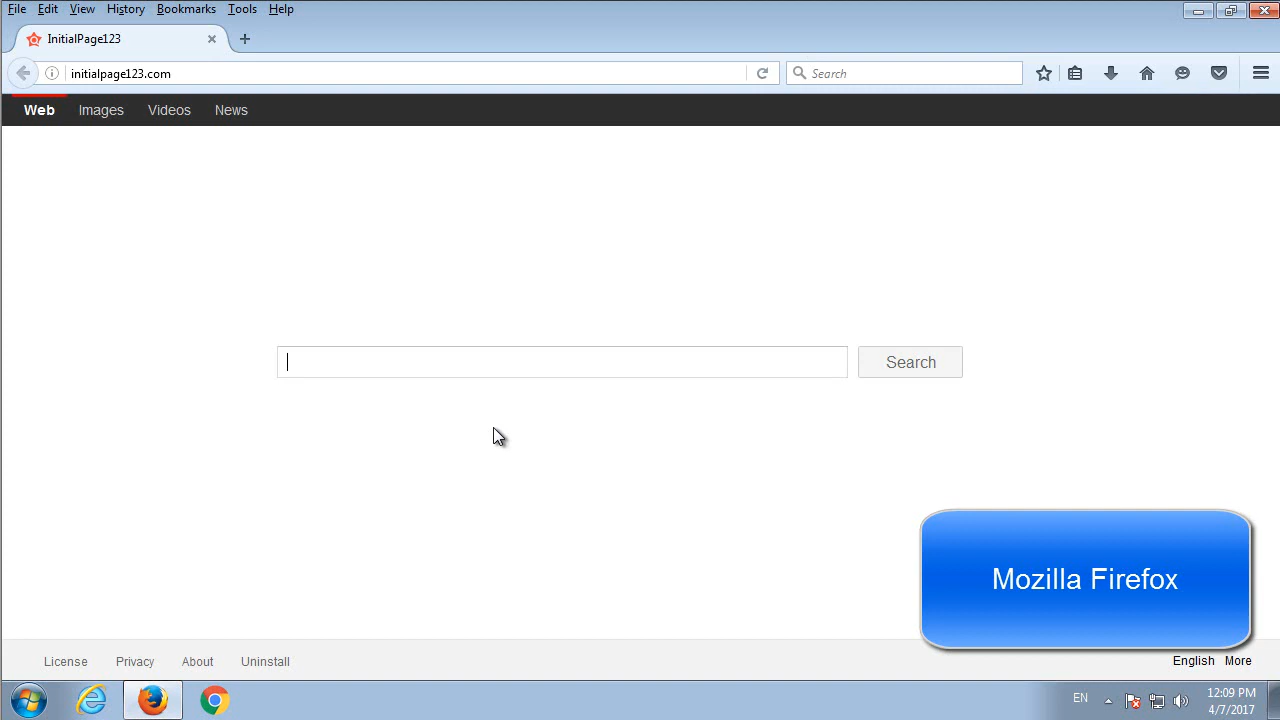 File Edit View History Bookmarks Tools Help
InitialPage123
initialpage123.com
Search
Web Images Videos News
Search
Mozilla Firefox
License Privacy About Uninstall
English More
EN
12:09 PM
4/7/2017